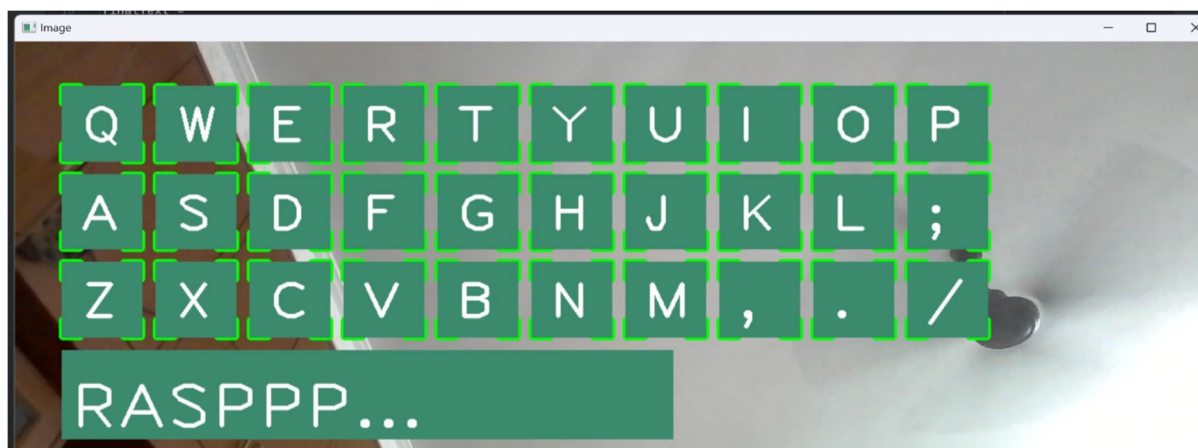 Image
Q W E R T Y U I O P
A S D F G H J K L ;
Z X C V B N M , . /
RASPPP...